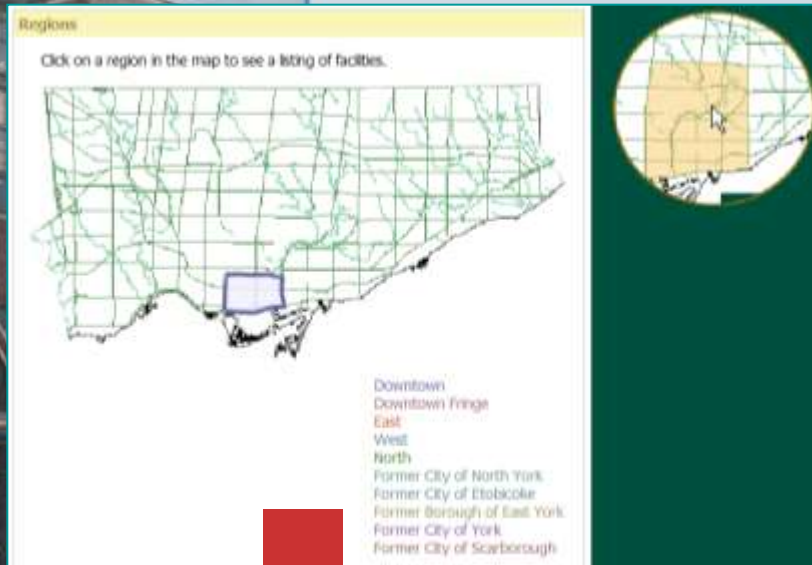 Regions
Click on a region in the map to see a listing of facilities.
Downtown
Downtown Fringe
East
West
North
Former City of North York
Former City of Etobicoke
Former Borough of East York
Former City of York
Former City of Scarborough